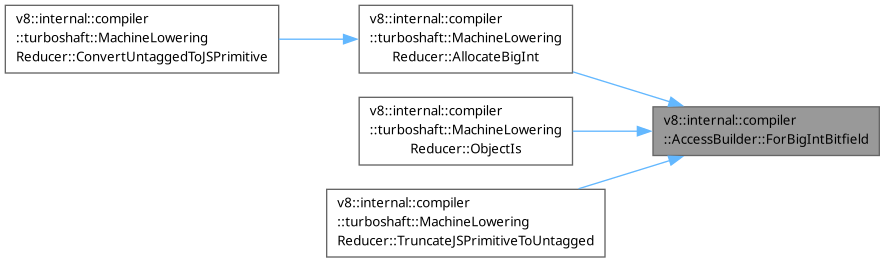 v8::internal::compiler
::turboshaft::MachineLowering
Reducer::ConvertUntaggedToJSPrimitive
v8::internal::compiler
::turboshaft::MachineLowering
Reducer::AllocateBigInt
v8::internal::compiler
::turboshaft::MachineLowering
Reducer::ObjectIs
v8::internal::compiler
::turboshaft::MachineLowering
Reducer::TruncateJSPrimitiveToUntagged
v8::internal::compiler
::AccessBuilder::ForBigIntBitfield